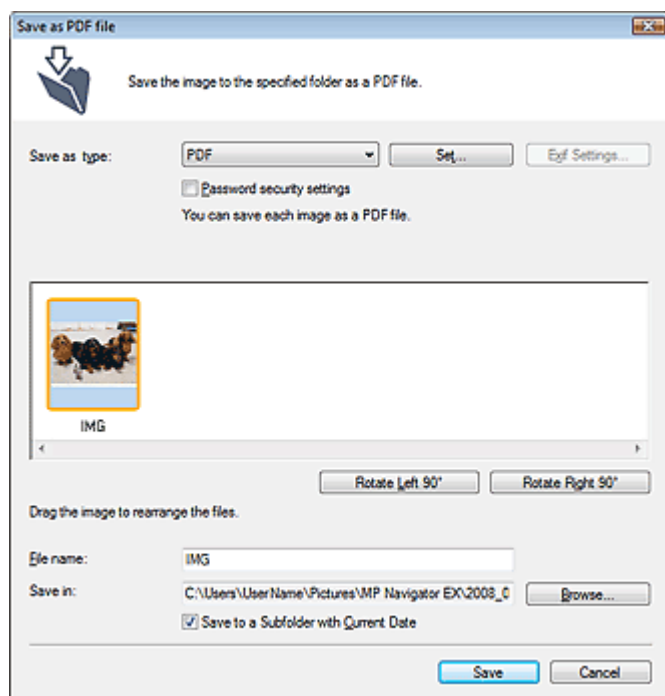 Save as PDF file
Save the image to the specified folder as a PDF file.
Save as type: PDF Set... Exif Settings...
Password security settings
You can save each image as a PDF file.
IMG
Rotate Left 90° Rotate Right 90°
Drag the image to rearrange the files.
File name: IMG
Save in: C:\Users\UserName\Pictures\MP Navigator EX\2008_0 Browse...
Save to a Subfolder with Current Date
Save Cancel